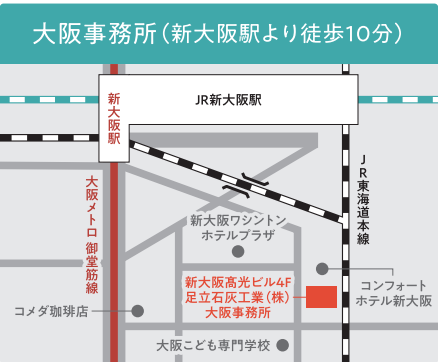 大阪事務所（新大阪駅より徒歩10分）
JR新大阪駅
新大阪駅
大阪メトロ 御堂筋線
JR東海道本線
新大阪ワシントン
ホテルプラザ
新大阪髙光ビル4F
足立石灰工業（株）
大阪事務所
コンフォート
ホテル新大阪
コメダ珈琲店
大阪こども専門学校